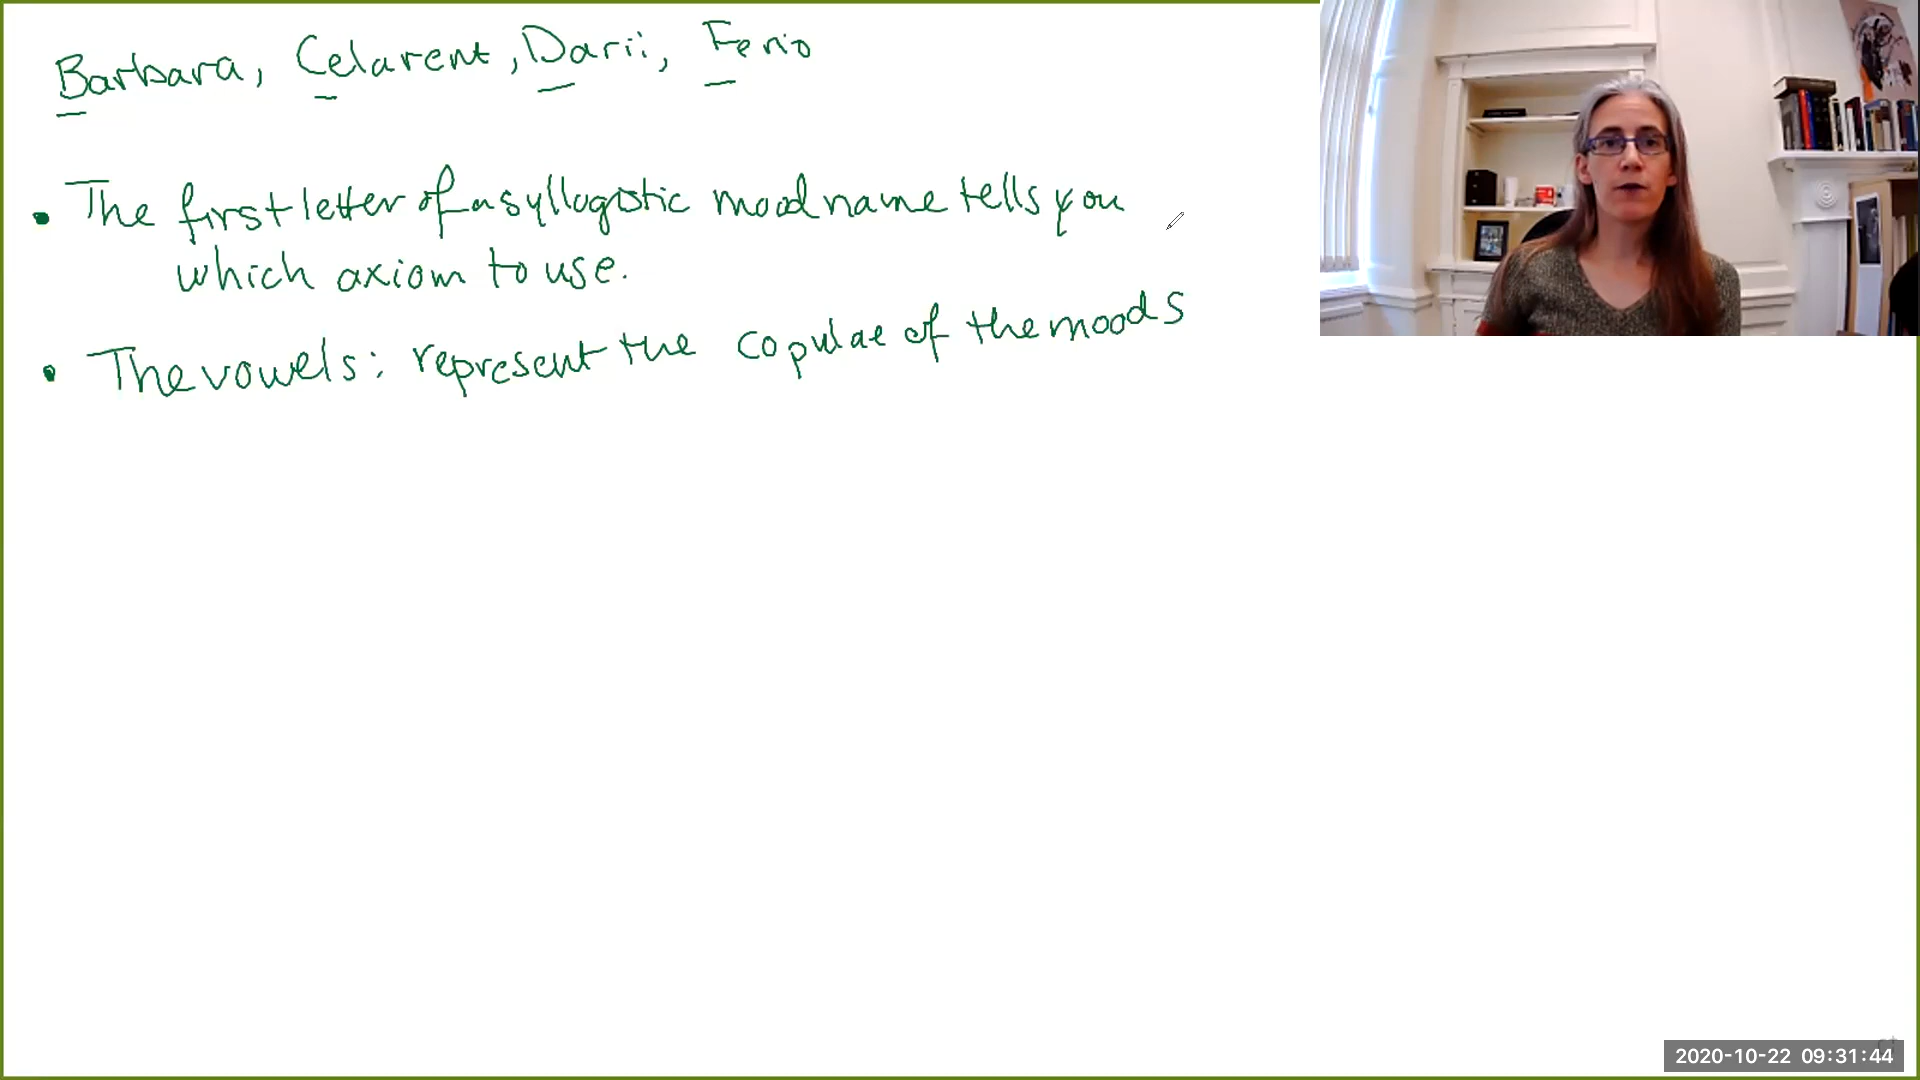 Barbara, Celarent, Darii, Ferio
• The first letter of a syllogistic mood name tells you
which axiom to use.
• The vowels: represent the copulae of the moods
2020-10-22 09:31:44